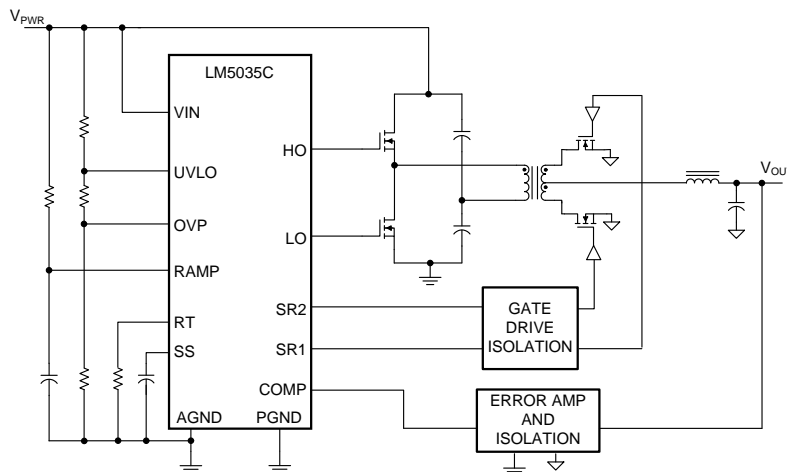 VPWR
LM5035C
VIN
HO
UVLO
OVP
LO
RAMP
RT
SS
SR2
SR1
COMP
AGND PGND
GATE
DRIVE
ISOLATION
ERROR AMP
AND
ISOLATION
VOU